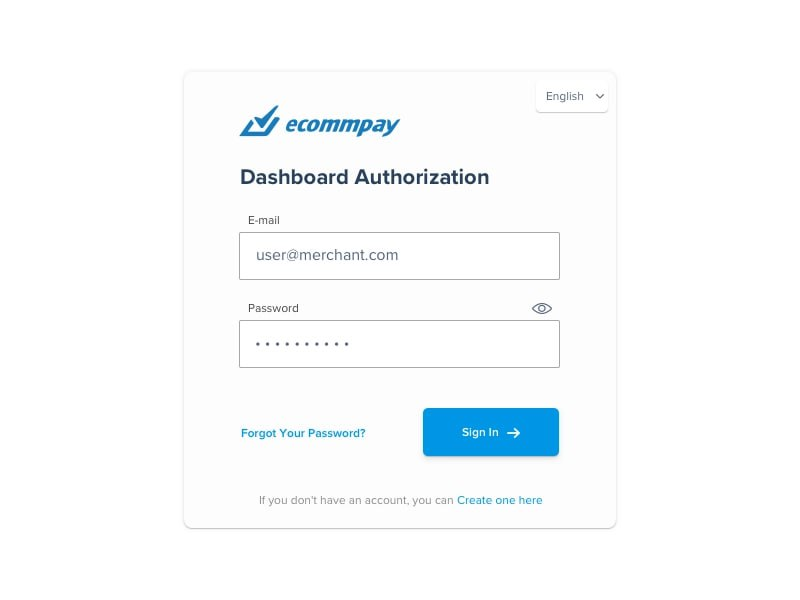 English
ecommpay
Dashboard Authorization
E-mail
user@merchant.com
Password
Forgot Your Password?
Sign In
If you don't have an account, you can Create one here